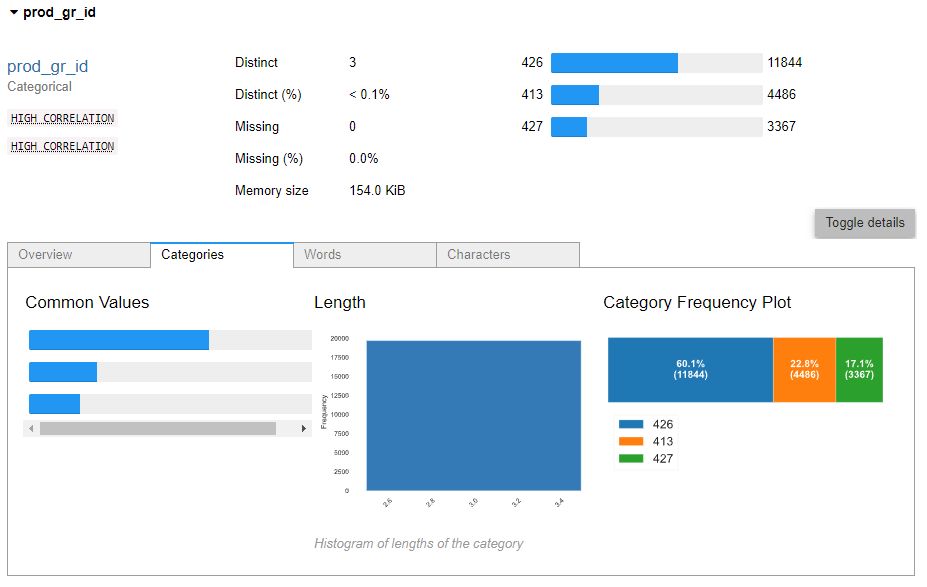 prod_gr_id
prod_gr_id
Categorical
HIGH CORRELATION
HIGH CORRELATION
Distinct 3
Distinct (%) < 0.1%
Missing 0
Missing (%) 0.0%
Memory size 154.0 KiB
426 11844
413 4486
427 3367
Toggle details
Overview Categories Words Characters
Common Values
Length
20000
17500
15000
12500
10000
7500
5000
2500
0
Frequency
2.6 2.8 3.0 3.2 3.4
Histogram of lengths of the category
Category Frequency Plot
60.1% 22.8% 17.1%
(11844) (4486) (3367)
426
413
427